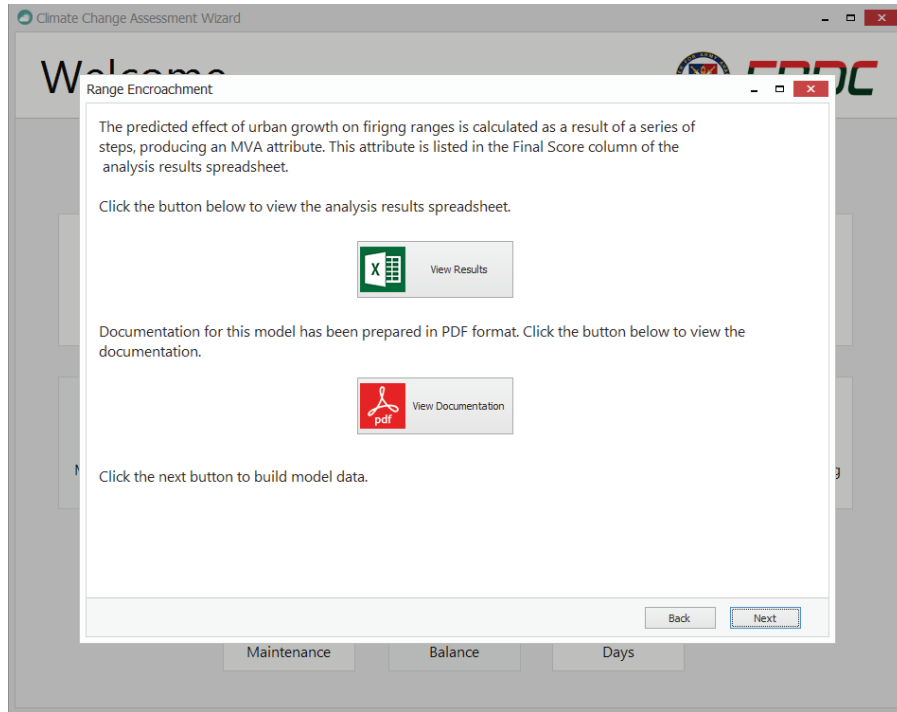 Climate Change Assessment Wizard
Welcome
Range Encroachment
The predicted effect of urban growth on firigng ranges is calculated as a result of a series of
steps, producing an MVA attribute. This attribute is listed in the Final Score column of the
analysis results spreadsheet.
Click the button below to view the analysis results spreadsheet.
View Results
Documentation for this model has been prepared in PDF format. Click the button below to view the
documentation.
pdf
View Documentation
Click the next button to build model data.
Back
Next
Maintenance
Balance
Days